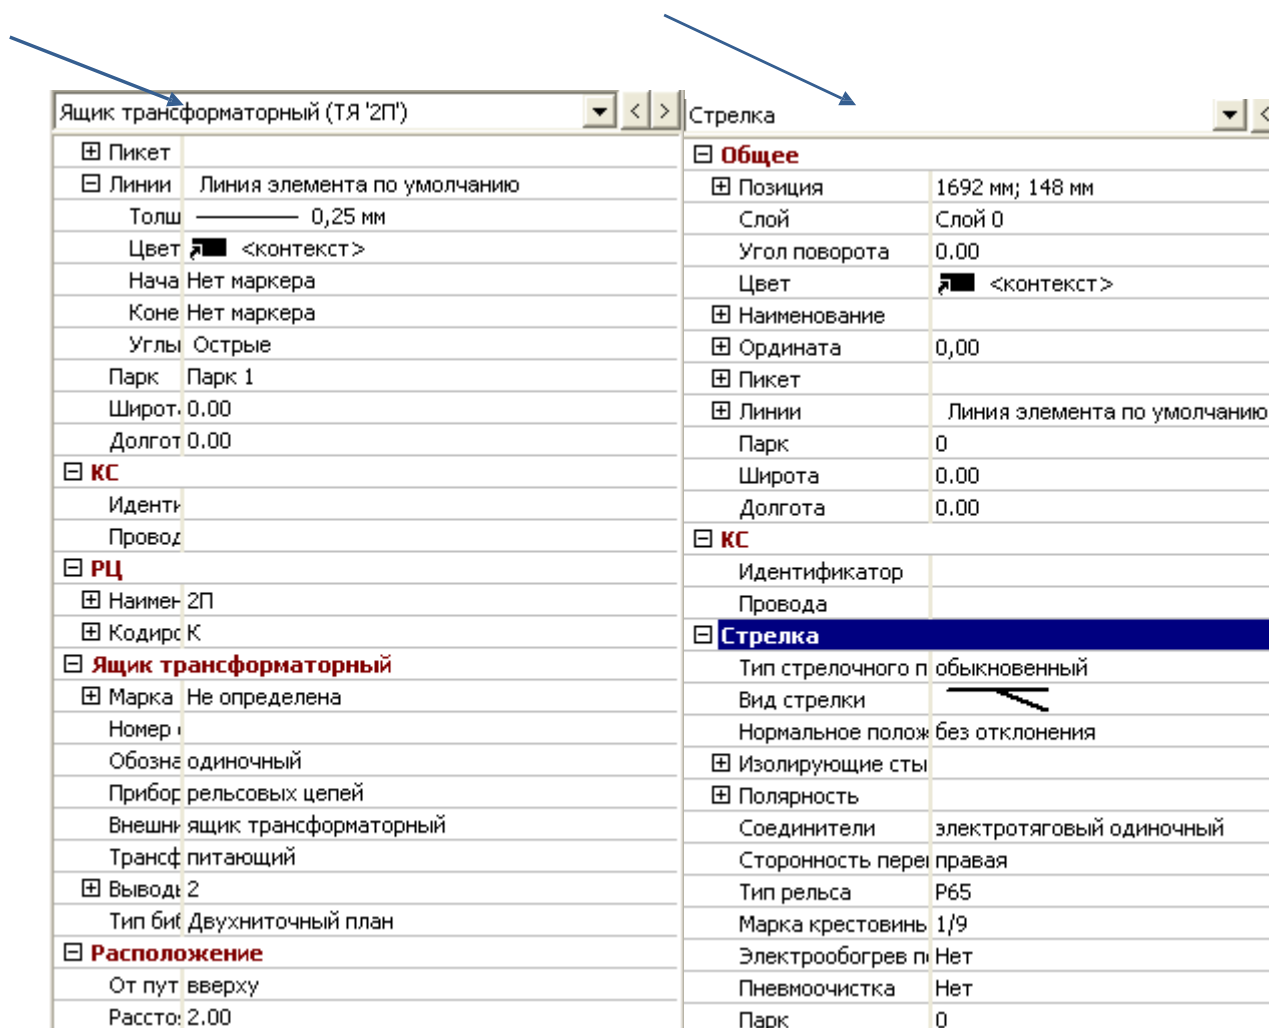 Ящик трансформаторный (ТЯ '2П')
Пикет
Линии Линия элемента по умолчанию
Толщ 0,25 мм
Цвет <контекст>
Нача Нет маркера
Коне Нет маркера
Углы Острые
Парк Парк 1
Широта 0.00
Долгот 0.00
КС
Иденти
Провод
РЦ
Наимен 2П
Кодиро К
Ящик трансформаторный
Марка Не определена
Номер
Обозна одиночный
Прибор рельсовых цепей
Внешни ящик трансформаторный
Трансф питающий
Выводы 2
Тип биб Двухниточный план
Расположение
От пут вверху
Расстоя 2.00
Стрелка
Общее
Позиция 1692 мм; 148 мм
Слой Слой 0
Угол поворота 0.00
Цвет <контекст>
Наименование
Ордината 0,00
Пикет
Линии Линия элемента по умолчанию
Парк 0
Широта 0.00
Долгота 0.00
КС
Идентификатор
Провода
Стрелка
Тип стрелочного п обыкновенный
Вид стрелки
Нормальное полож без отклонения
Изолирующие сты
Полярность
Соединители электротяговый одиночный
Сторонность пере правая
Тип рельса Р65
Марка крестовины 1/9
Электрообогрев п Нет
Пневмоочистка Нет
Парк 0